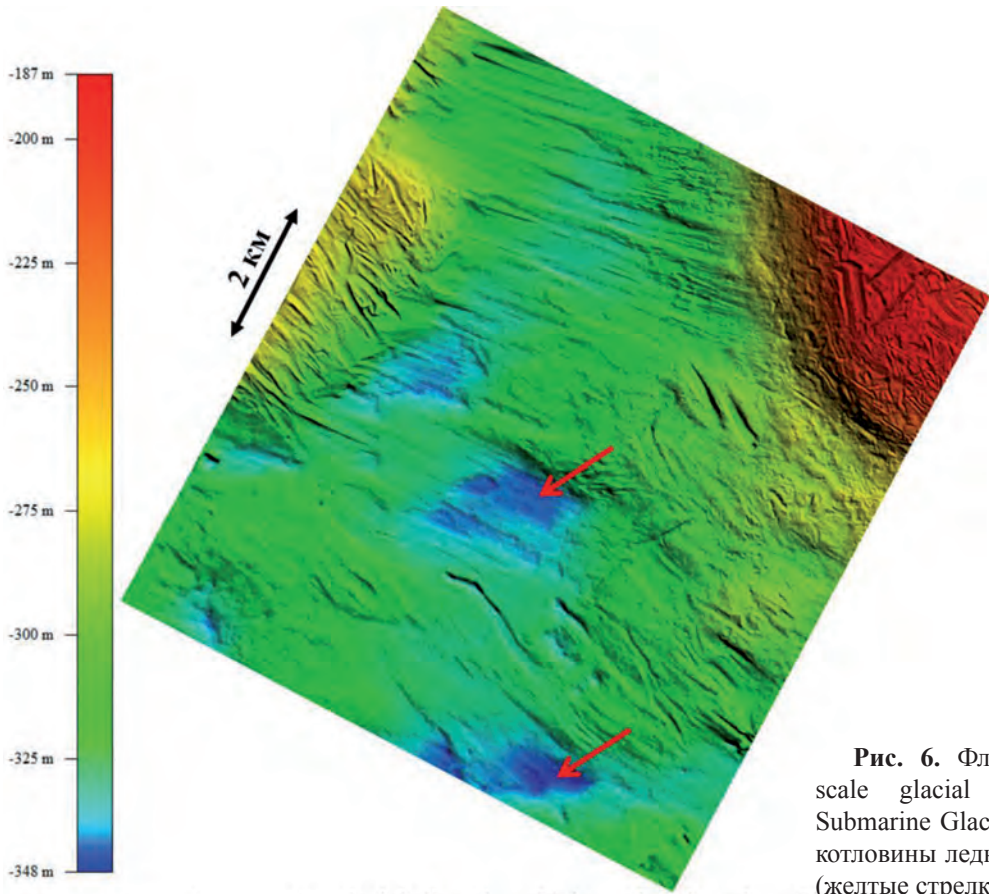 -187 m
-200 m
-225 m
-250 m
-275 m
-300 m
-325 m
-348 m
2 км
Рис. 6. Фл
scale glacial
Submarine Glac
котловины ледн
(желтые стрелк